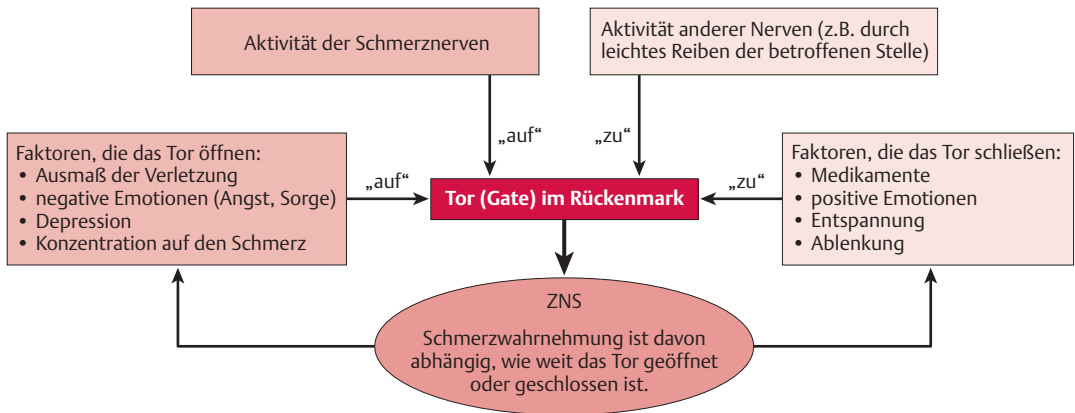 Aktivität der Schmerznerven
Aktivität anderer Nerven (z.B. durch
leichtes Reiben der betroffenen Stelle)
„auf“
„zu“
Faktoren, die das Tor öffnen:
• Ausmaß der Verletzung
• negative Emotionen (Angst, Sorge)
• Depression
• Konzentration auf den Schmerz
„auf“
Tor (Gate) im Rückenmark
„zu“
Faktoren, die das Tor schließen:
• Medikamente
• positive Emotionen
• Entspannung
• Ablenkung
ZNS
Schmerzwahrnehmung ist davon
abhängig, wie weit das Tor geöffnet
oder geschlossen ist.